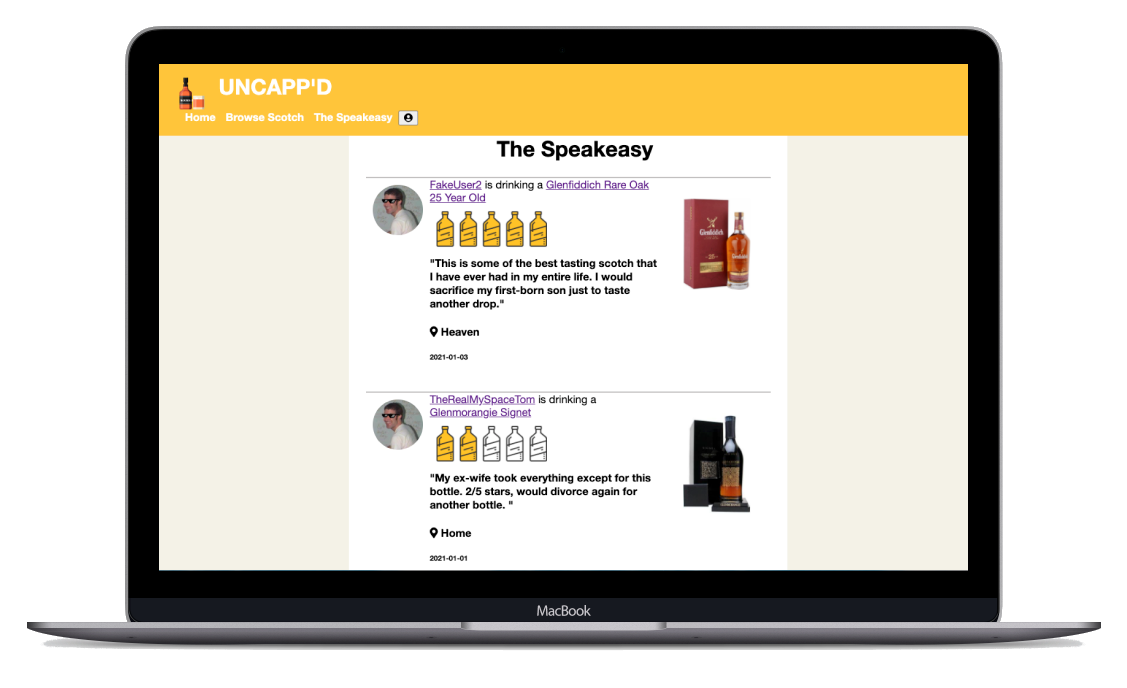 UNCAPP'D
Home Browse Scotch The Speakeasy
The Speakeasy
FakeUser2 is drinking a Glenfiddich Rare Oak
25 Year Old
"This is some of the best tasting scotch that
I have ever had in my entire life. I would
sacrifice my first-born son just to taste
another drop."
Glenfiddich
25
Glenfiddich
Heaven
2021-01-03
TheRealMySpaceTom is drinking a
Glenmorangie Signet
"My ex-wife took everything except for this
bottle. 2/5 stars, would divorce again for
another bottle. "
Home
2021-01-01
MacBook